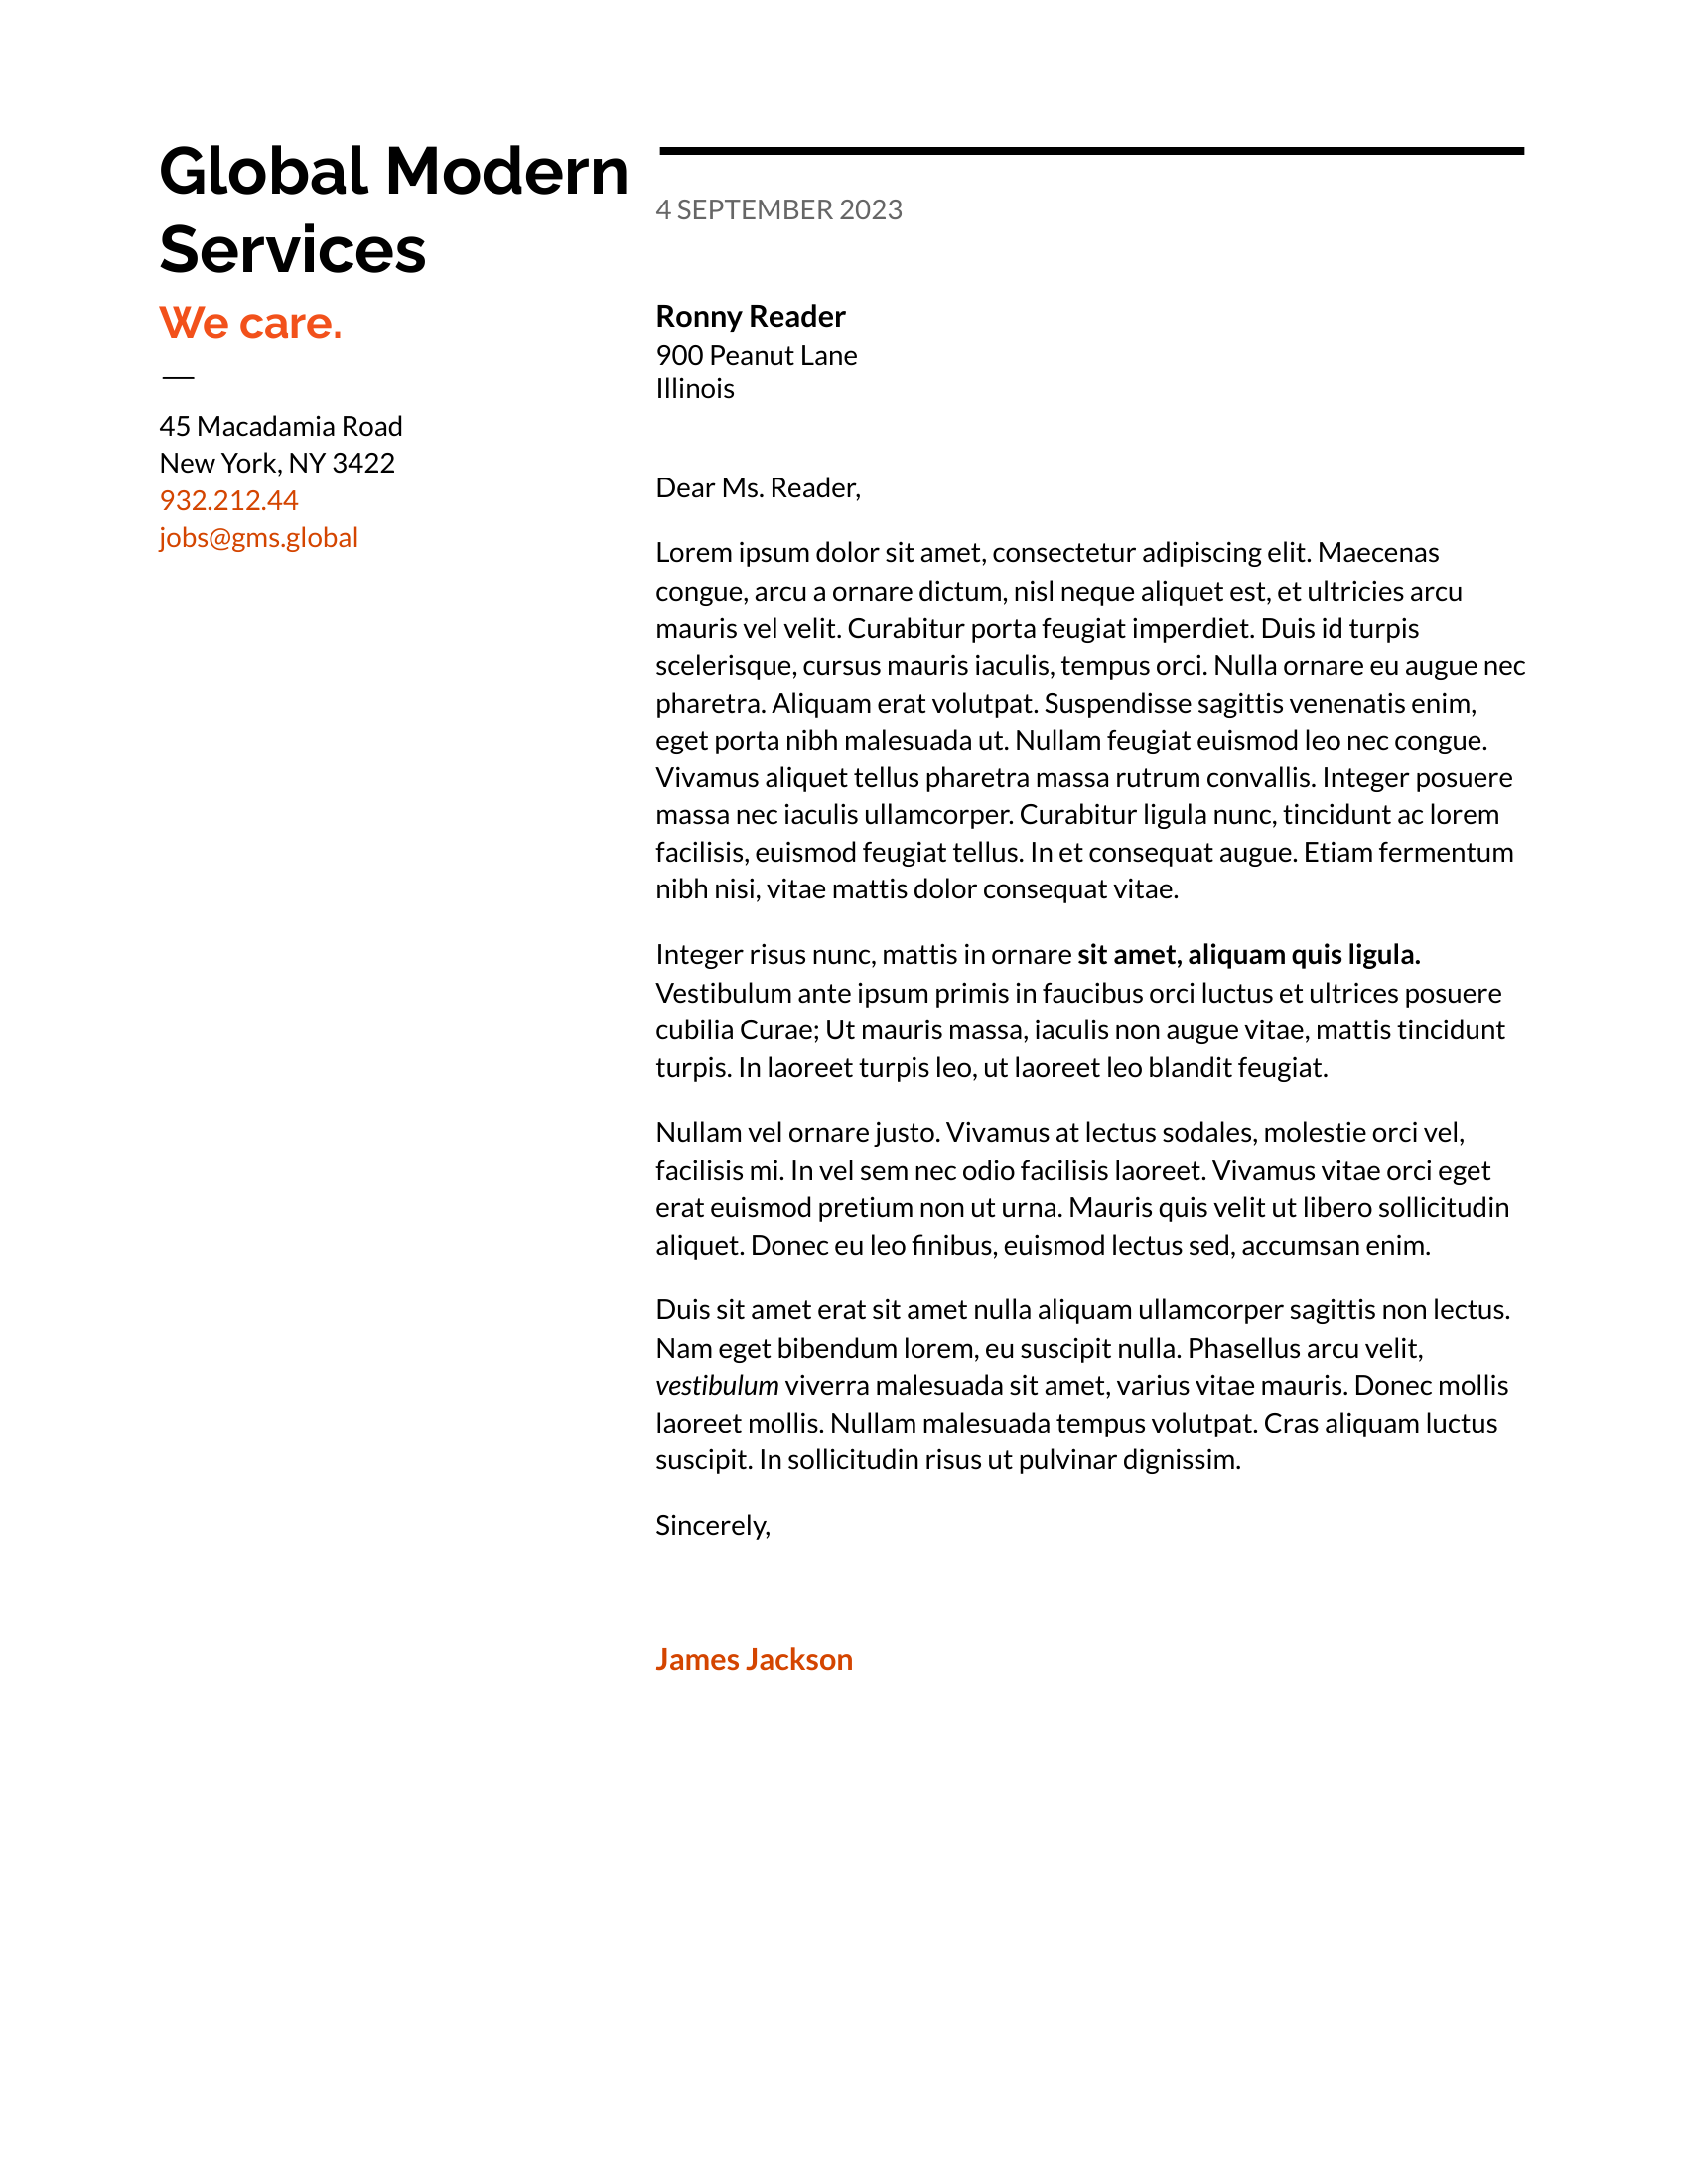 Global Modern
Services
We care.
—
45 Macadamia Road
New York, NY 3422
932.212.44
jobs@gms.global
4 SEPTEMBER 2023
Ronny Reader
900 Peanut Lane
Illinois
Dear Ms. Reader,
Lorem ipsum dolor sit amet, consectetur adipiscing elit. Maecenas
congue, arcu a ornare dictum, nisl neque aliquet est, et ultricies arcu
mauris vel velit. Curabitur porta feugiat imperdiet. Duis id turpis
scelerisque, cursus mauris iaculis, tempus orci. Nulla ornare eu augue nec
pharetra. Aliquam erat volutpat. Suspendisse sagittis venenatis enim,
eget porta nibh malesuada ut. Nullam feugiat euismod leo nec congue.
Vivamus aliquet tellus pharetra massa rutrum convallis. Integer posuere
massa nec iaculis ullamcorper. Curabitur ligula nunc, tincidunt ac lorem
facilisis, euismod feugiat tellus. In et consequat augue. Etiam fermentum
nibh nisi, vitae mattis dolor consequat vitae.
Integer risus nunc, mattis in ornare sit amet, aliquam quis ligula.
Vestibulum ante ipsum primis in faucibus orci luctus et ultrices posuere
cubilia Curae; Ut mauris massa, iaculis non augue vitae, mattis tincidunt
turpis. In laoreet turpis leo, ut laoreet leo blandit feugiat.
Nullam vel ornare justo. Vivamus at lectus sodales, molestie orci vel,
facilisis mi. In vel sem nec odio facilisis laoreet. Vivamus vitae orci eget
erat euismod pretium non ut urna. Mauris quis velit ut libero sollicitudin
aliquet. Donec eu leo finibus, euismod lectus sed, accumsan enim.
Duis sit amet erat sit amet nulla aliquam ullamcorper sagittis non lectus.
Nam eget bibendum lorem, eu suscipit nulla. Phasellus arcu velit,
vestibulum viverra malesuada sit amet, varius vitae mauris. Donec mollis
laoreet mollis. Nullam malesuada tempus volutpat. Cras aliquam luctus
suscipit. In sollicitudin risus ut pulvinar dignissim.
Sincerely,
James Jackson